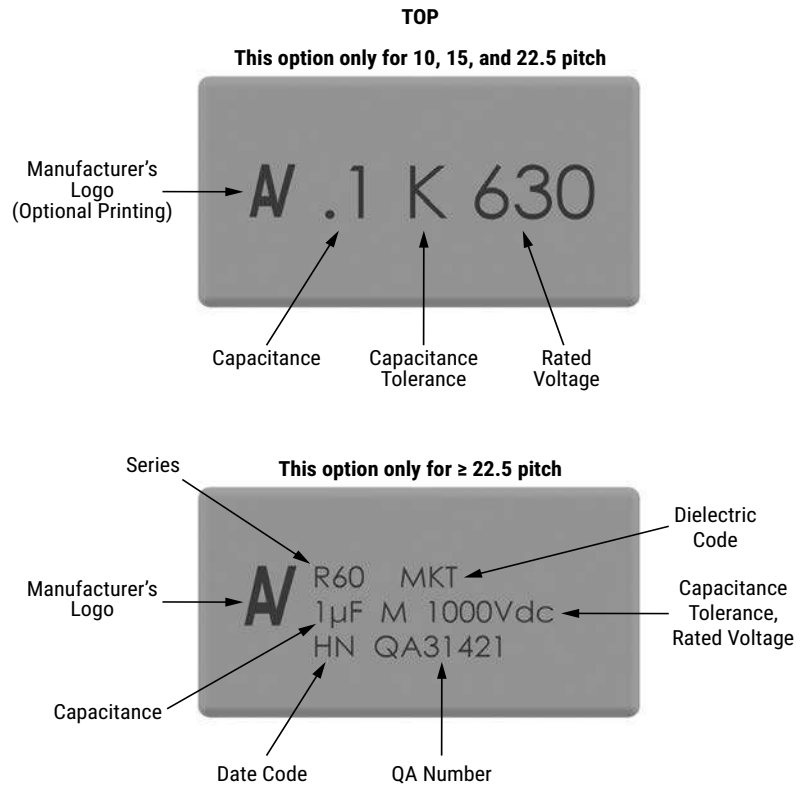 TOP
This option only for 10, 15, and 22.5 pitch
Manufacturer's
Logo
(Optional Printing)
.1 K 630
Capacitance
Capacitance
Tolerance
Rated
Voltage
Series
This option only for ≥ 22.5 pitch
Dielectric
Code
Manufacturer's
Logo
R60 MKT
1µF M 1000Vdc
HN QA31421
Capacitance
Tolerance,
Rated Voltage
Capacitance
Date Code
QA Number